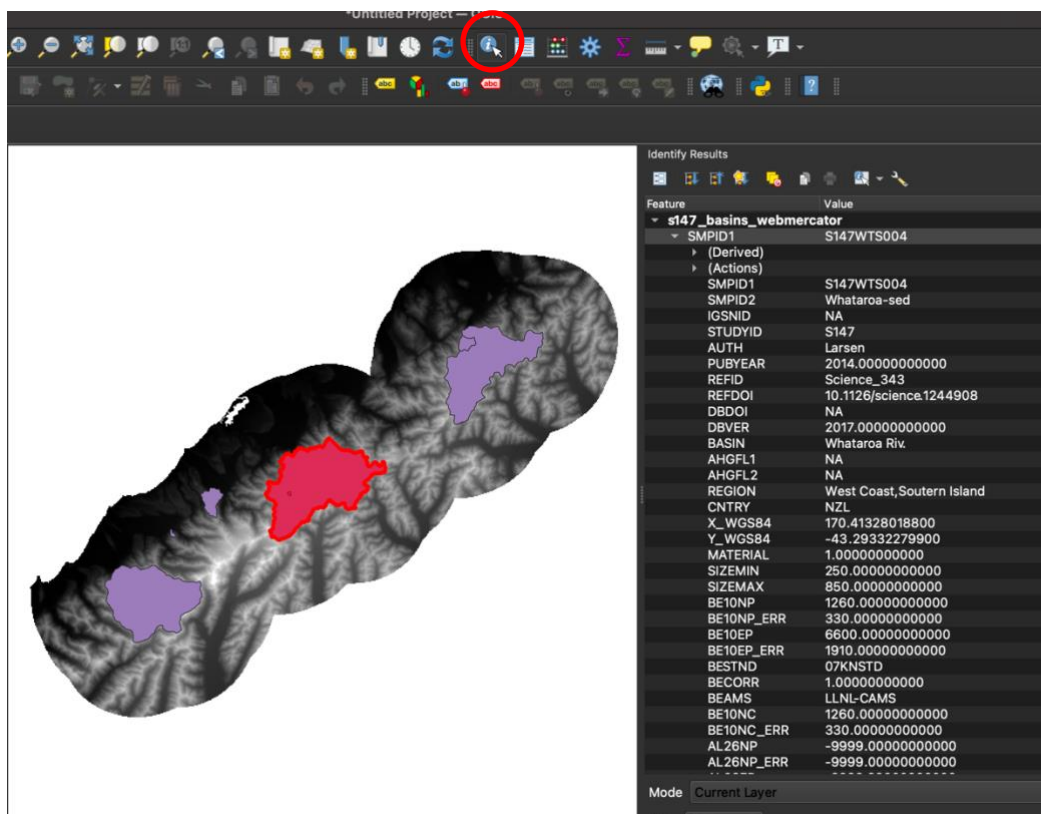 *Untitled Project — QGIS
T
abc
ab
abc
?
Identify Results
Feature Value
s147_basins_webmercator
SMPID1 S147WTS004
(Derived)
(Actions)
SMPID1 S147WTS004
SMPID2 Whataroa-sed
IGSNID NA
STUDYID S147
AUTH Larsen
PUBYEAR 2014.00000000000
REFID Science_343
REFDOI 10.1126/science.1244908
DBDOI NA
DBVER 2017.00000000000
BASIN Whataroa Riv.
AHGFL1 NA
AHGFL2 NA
REGION West Coast,Soutern Island
CNTRY NZL
X_WGS84 170.41328018800
Y_WGS84 -43.29332279900
MATERIAL 1.00000000000
SIZEMIN 250.00000000000
SIZEMAX 850.00000000000
BE10NP 1260.00000000000
BE10NP_ERR 330.00000000000
BE10EP 6600.00000000000
BE10EP_ERR 1910.00000000000
BESTND 07KNSTD
BECORR 1.00000000000
BEAMS LLNL-CAMS
BE10NC 1260.00000000000
BE10NC_ERR 330.00000000000
AL26NP -9999.00000000000
AL26NP_ERR -9999.00000000000
Mode Current Layer